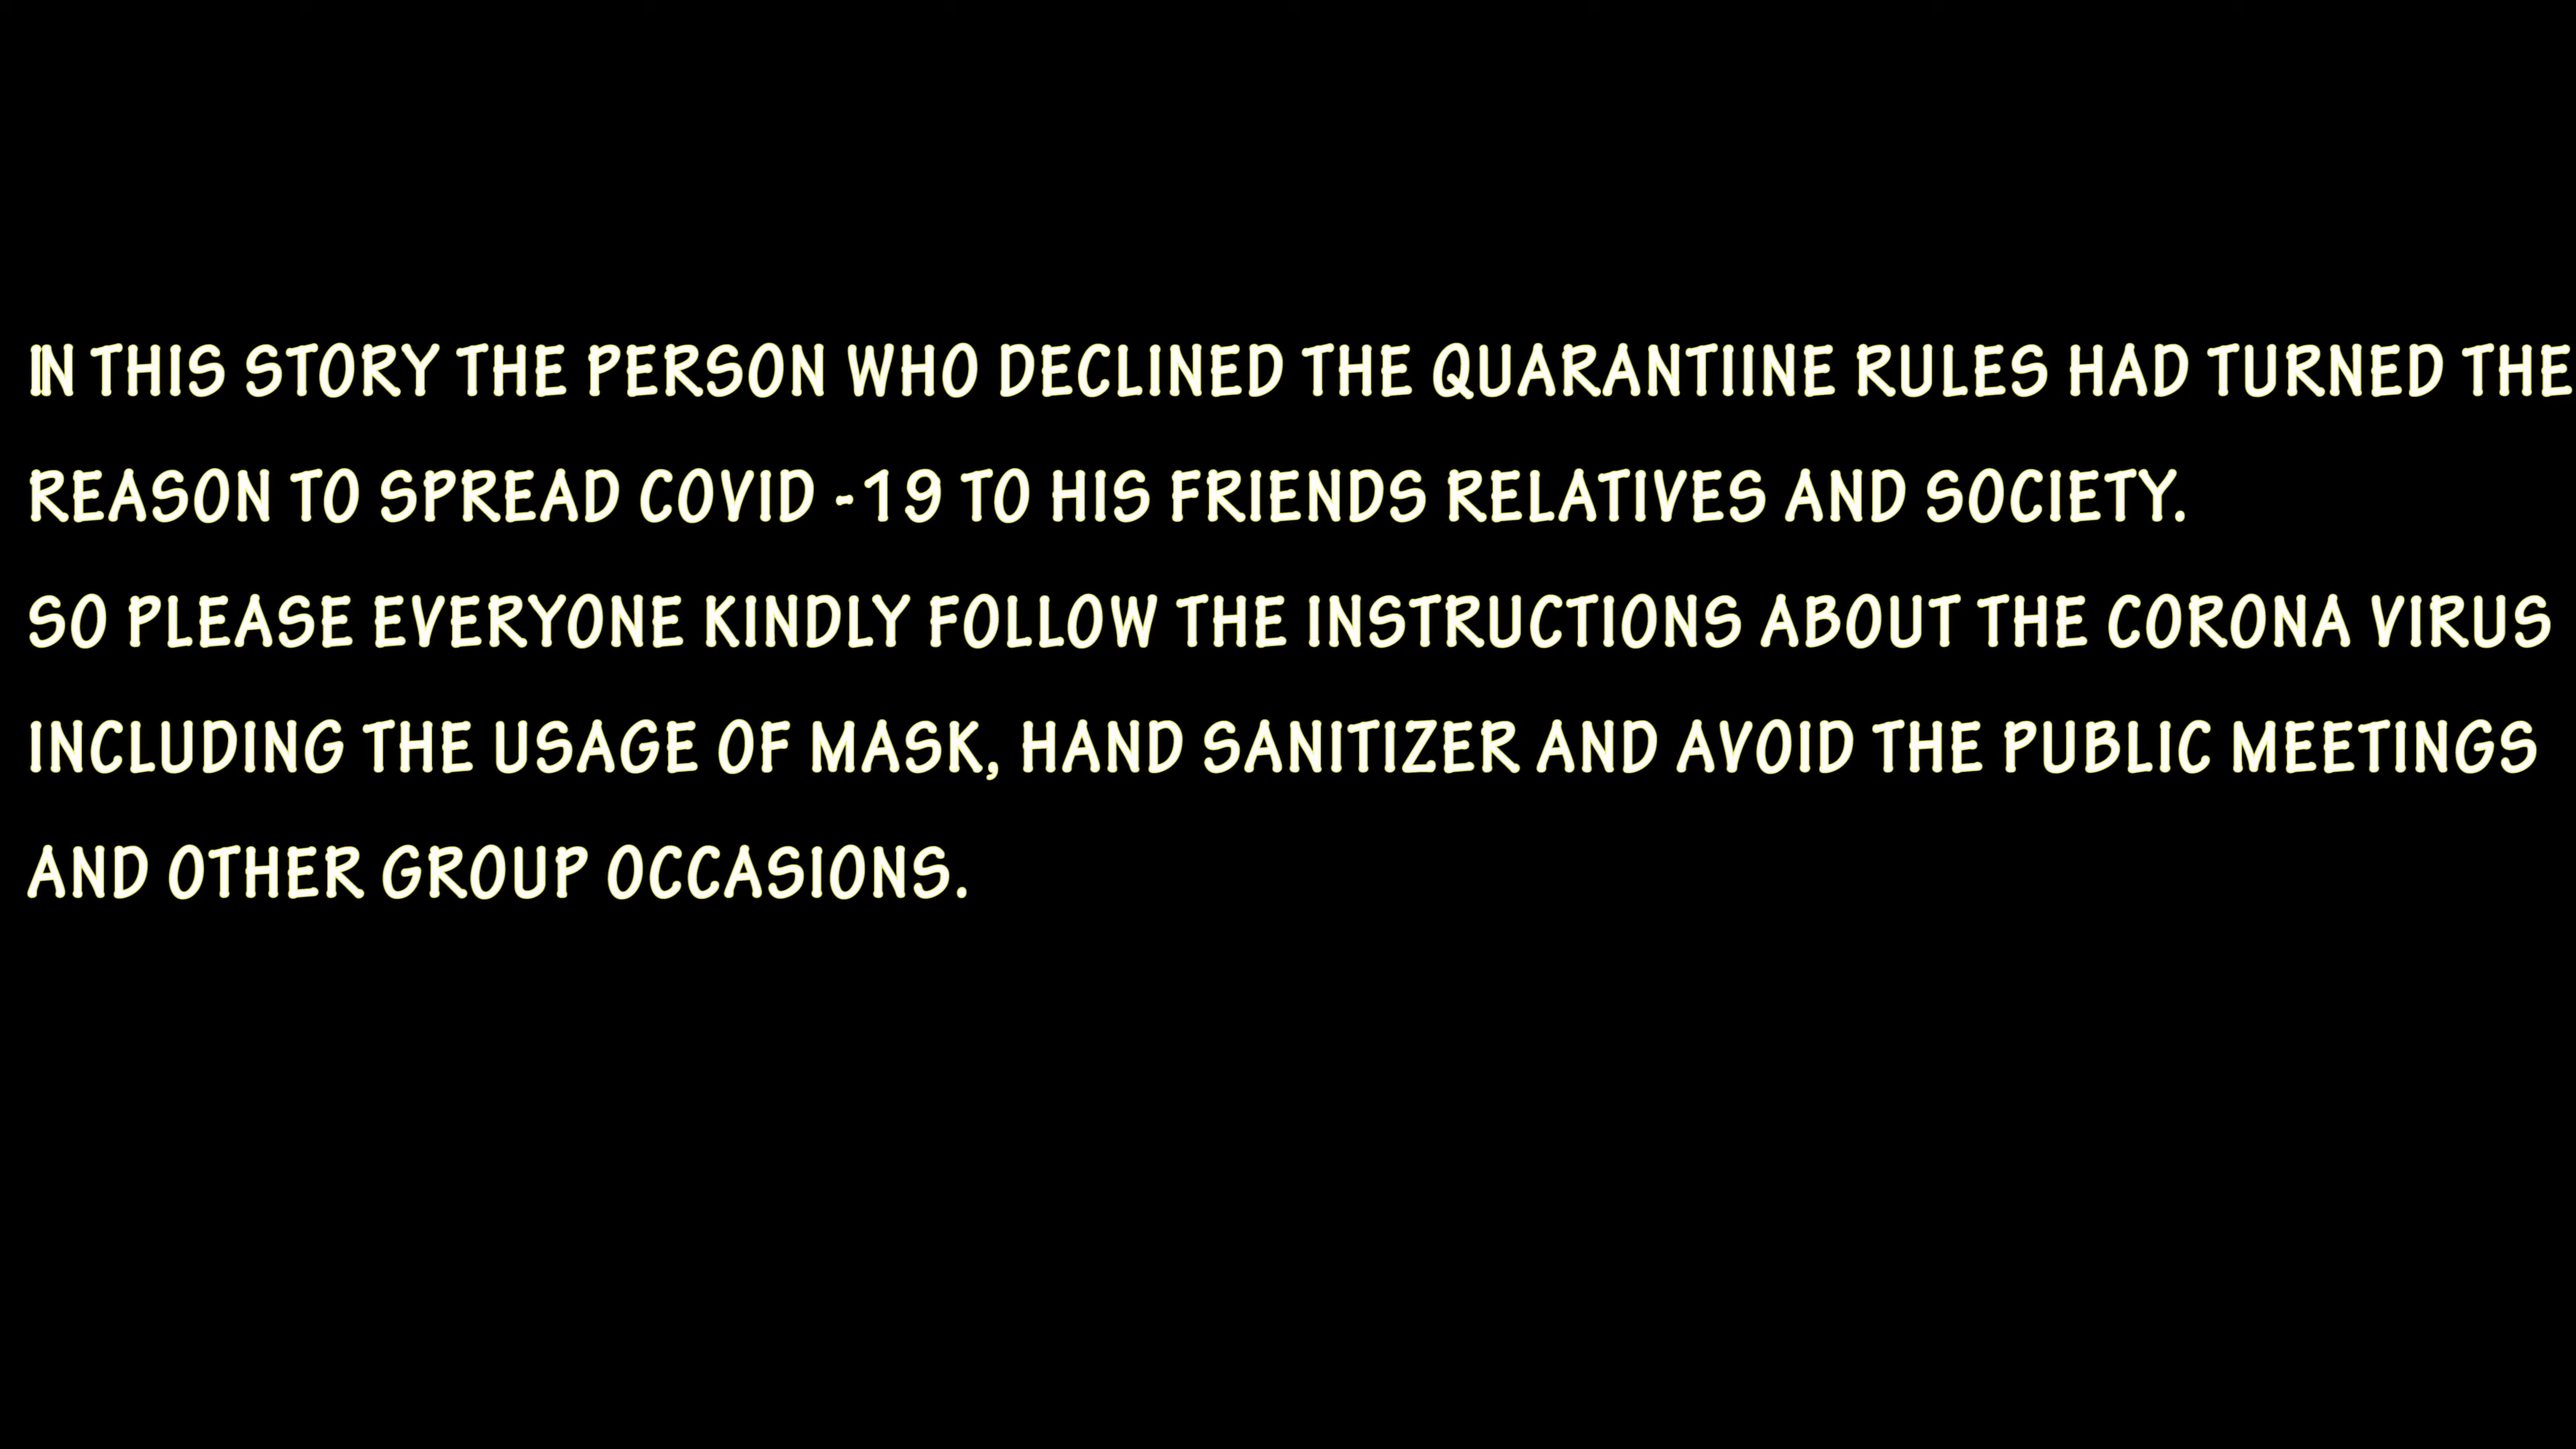 IN THIS STORY THE PERSON WHO DECLINED THE QUARANTIINE RULES HAD TURNED THE
REASON TO SPREAD COVID -19 TO HIS FRIENDS RELATIVES AND SOCIETY.
SO PLEASE EVERYONE KINDLY FOLLOW THE INSTRUCTIONS ABOUT THE CORONA VIRUS
INCLUDING THE USAGE OF MASK, HAND SANITIZER AND AVOID THE PUBLIC MEETINGS
AND OTHER GROUP OCCASIONS.